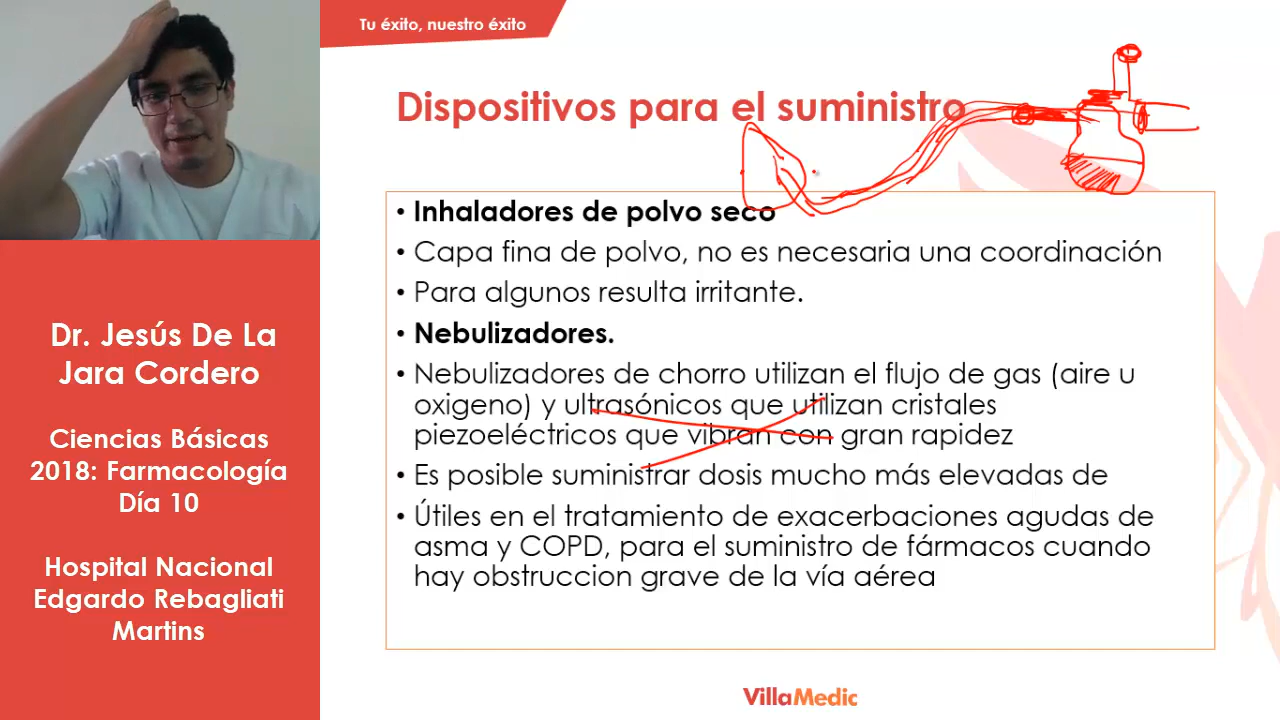 Tu éxito, nuestro éxito
Dispositivos para el suministro
• Inhaladores de polvo seco
• Capa fina de polvo, no es necesaria una coordinación
• Para algunos resulta irritante.
• Nebulizadores.
• Nebulizadores de chorro utilizan el flujo de gas (aire u
oxigeno) y ultrasónicos que utilizan cristales
piezoeléctricos que vibran con gran rapidez
• Es posible suministrar dosis mucho más elevadas de
• Útiles en el tratamiento de exacerbaciones agudas de
asma y COPD, para el suministro de fármacos cuando
hay obstruccion grave de la vía aérea
Dr. Jesús De La
Jara Cordero
Ciencias Básicas
2018: Farmacología
Día 10
Hospital Nacional
Edgardo Rebagliati
Martins
VillaMedic